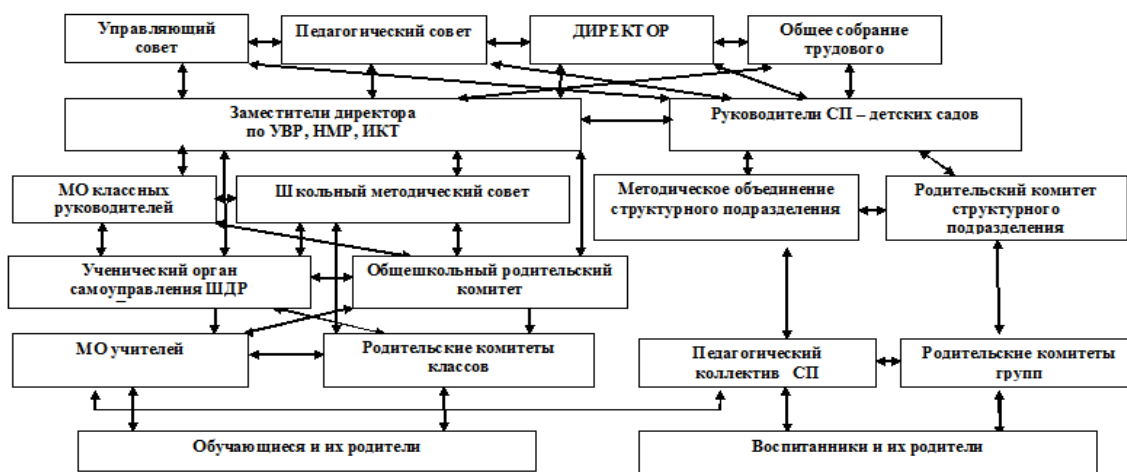 Управляющий
совет
Педагогический совет
ДИРЕКТОР
Общее собрание
трудового
Заместители директора
по УВР, НМР, ИКТ
Руководители СП – детских садов
МО классных
руководителей
Школьный методический совет
Методическое объединение
структурного подразделения
Родительский комитет
структурного
подразделения
Ученический орган
самоуправления ШДР
Общешкольный родительский
комитет
МО учителей
Родительские комитеты
классов
Педагогический
коллектив СП
Родительские комитеты
групп
Обучающиеся и их родители
Воспитанники и их родители